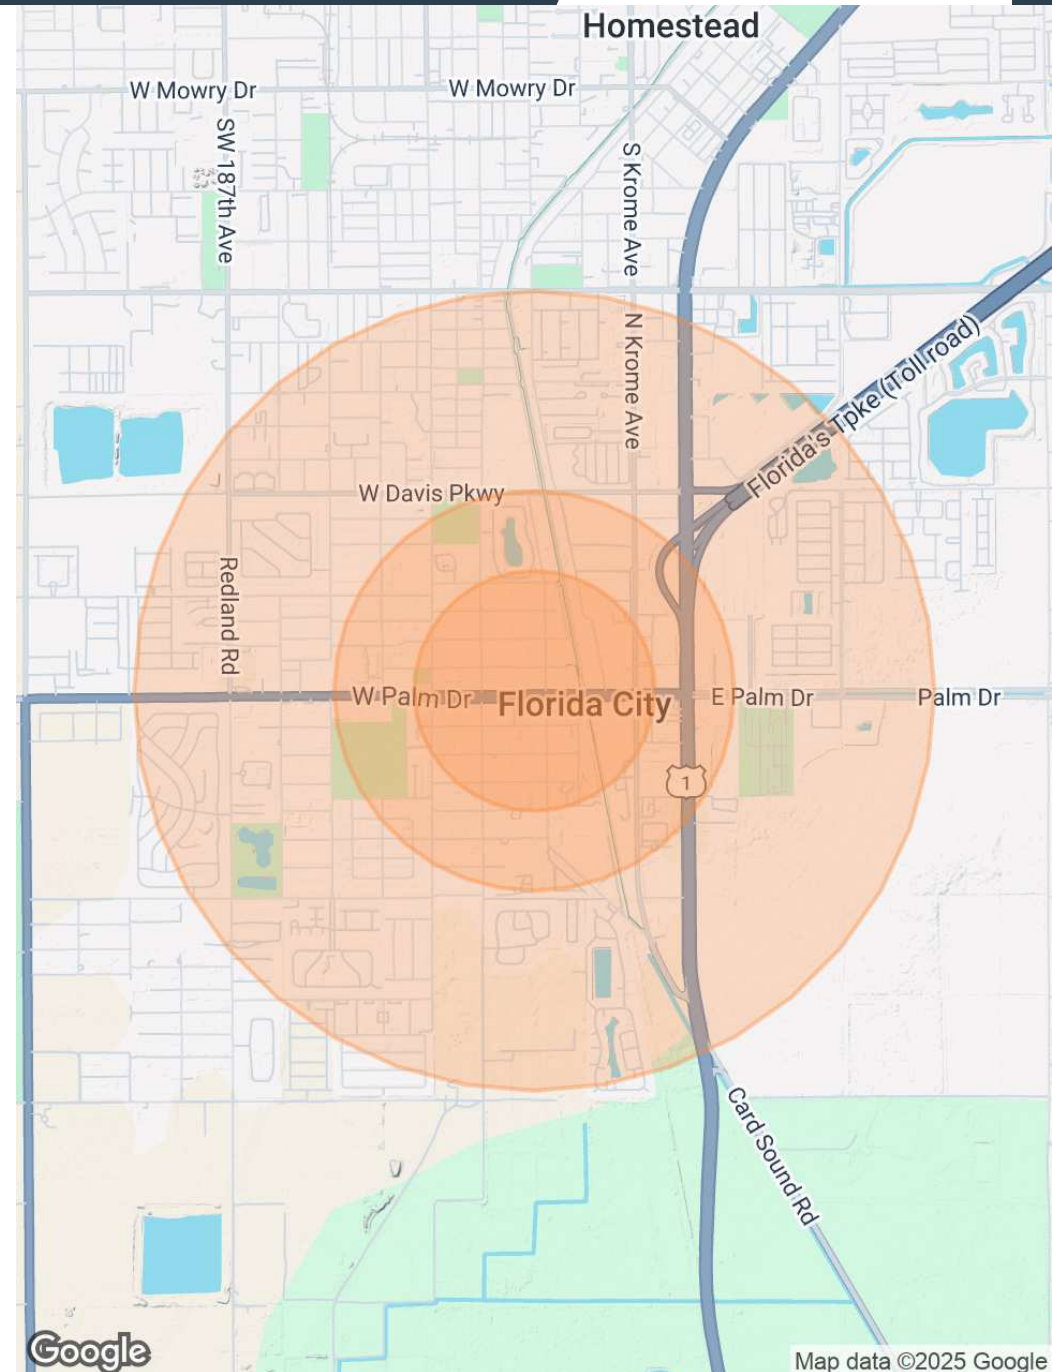 Homestead
W Mowry Dr
W Mowry Dr
SW 187th Ave
S Krome Ave
N Krome Ave
Florida's Tpke (Toll road)
W Davis Pkwy
Redland Rd
W Palm Dr
Florida City
E Palm Dr
Palm Dr
1
Card Sound Rd
Google
Map data ©2025 Google